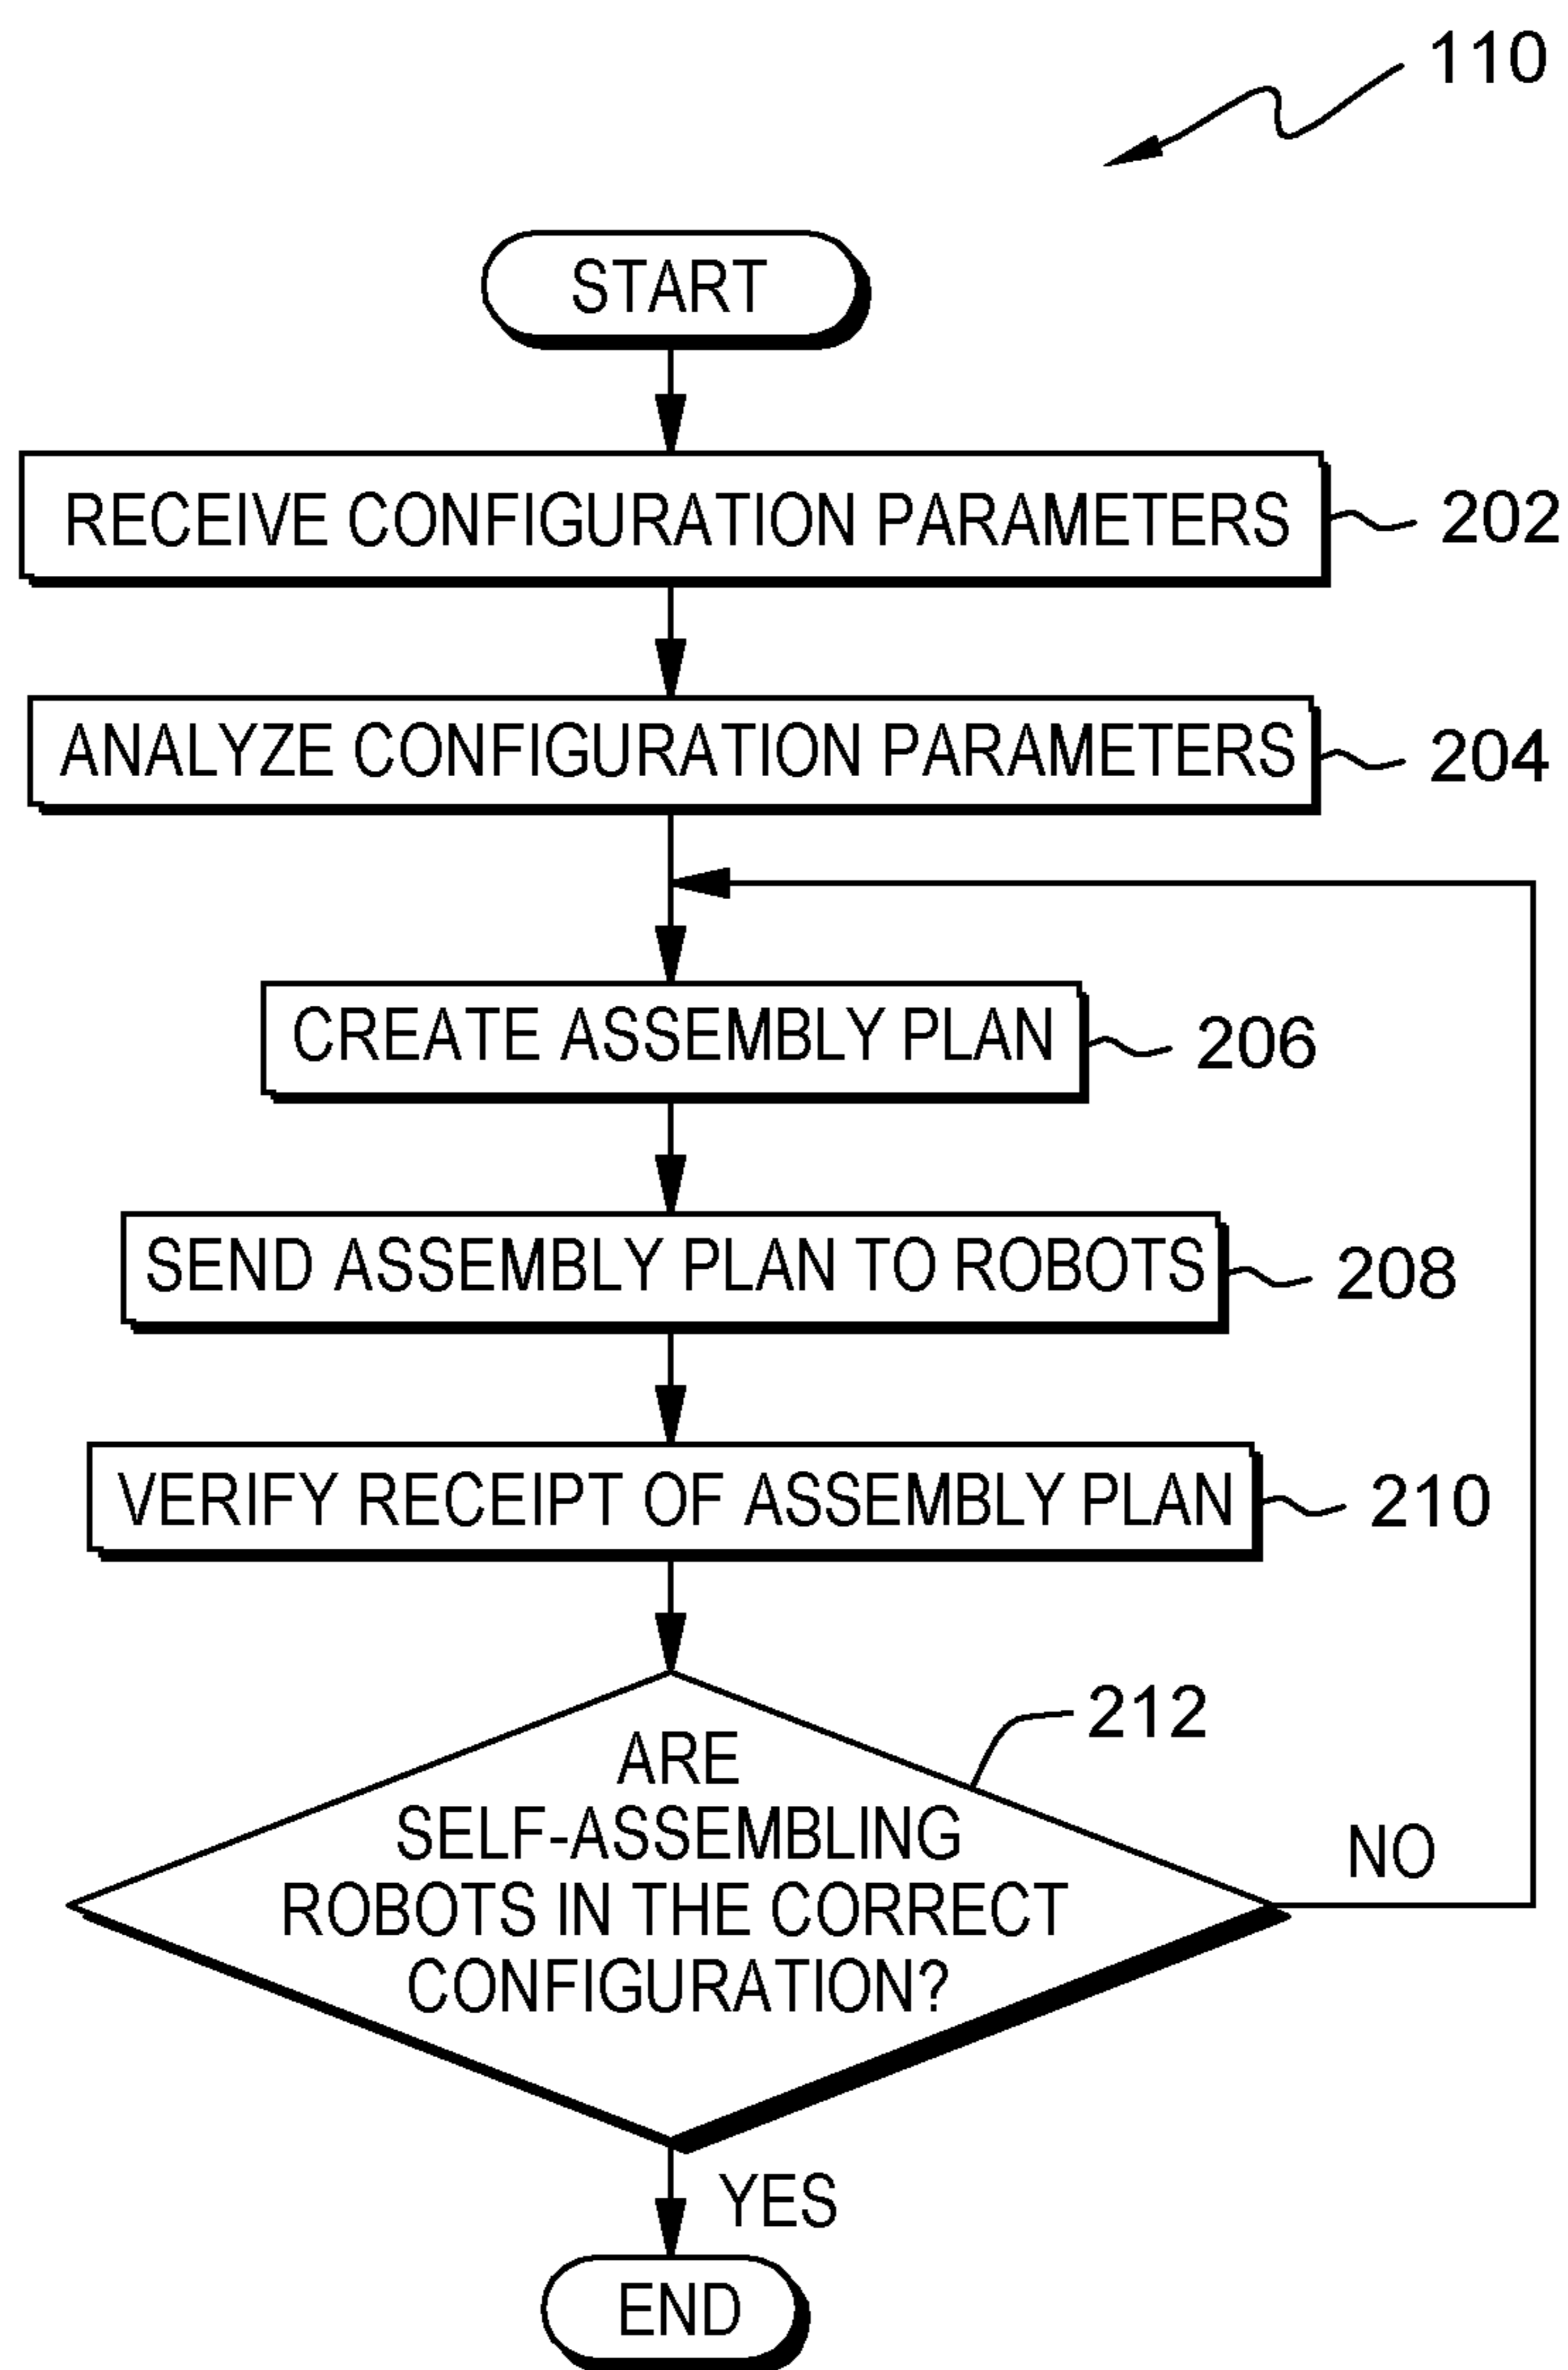 110
START
RECEIVE CONFIGURATION PARAMETERS
202
ANALYZE CONFIGURATION PARAMETERS
204
CREATE ASSEMBLY PLAN
206
SEND ASSEMBLY PLAN TO ROBOTS
208
VERIFY RECEIPT OF ASSEMBLY PLAN
210
212
ARE
SELF-ASSEMBLING
ROBOTS IN THE CORRECT
CONFIGURATION?
NO
YES
END